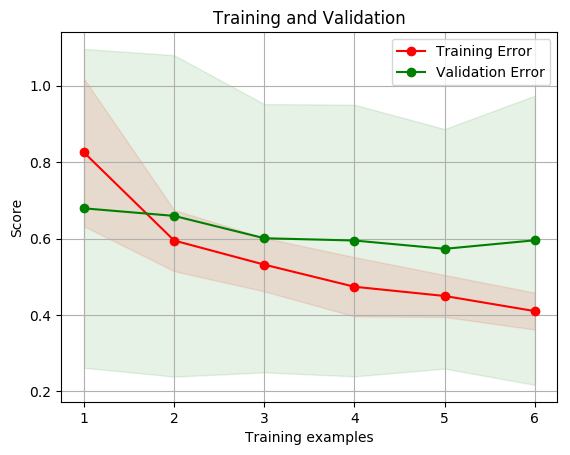 Training and Validation
Training Error
Validation Error
1.0
0.8
0.6
0.4
0.2
Score
1 2 3 4 5 6
Training examples